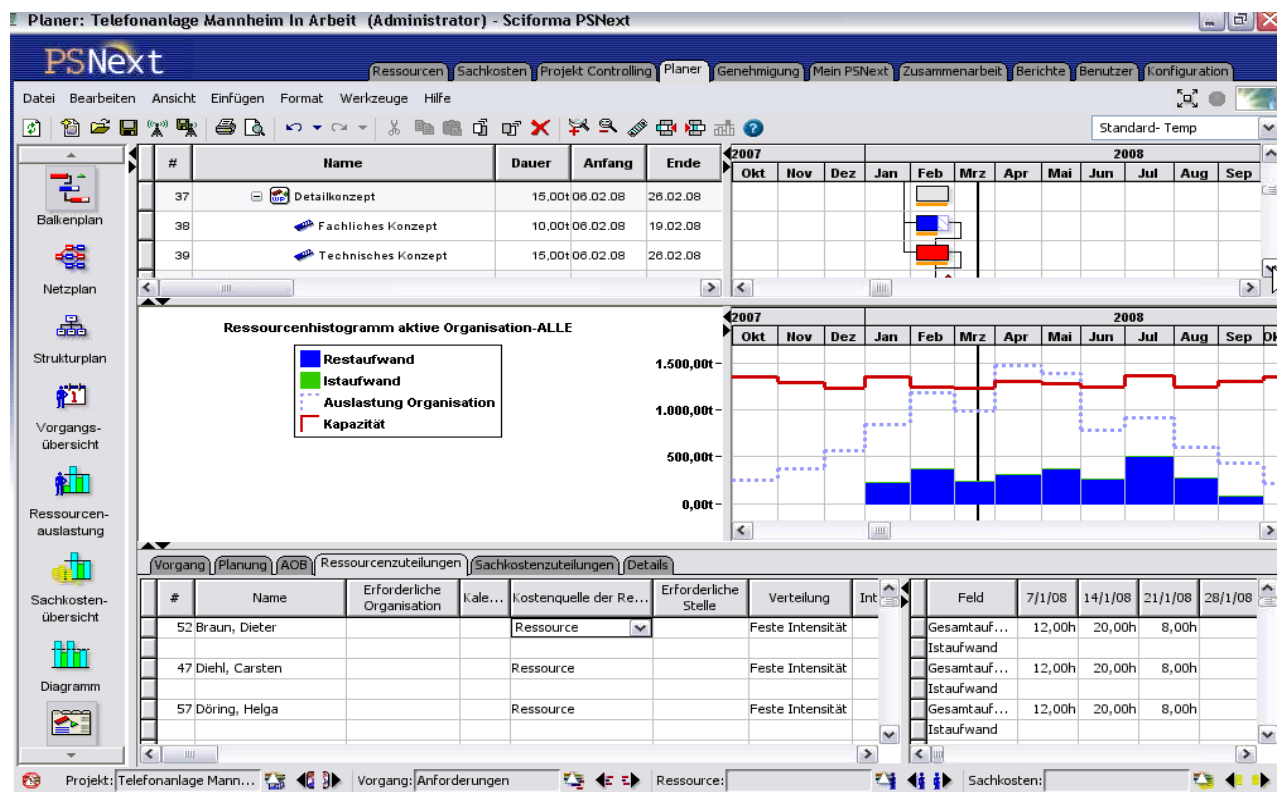 Planer: Telefonanlage Mannheim In Arbeit (Administrator) - Sciforma PSNext
PSNext
Ressourcen Sachkosten Projekt Controlling Planer Genehmigung Mein PSNext Zusammenarbeit Berichte Benutzer Konfiguration
Datei Bearbeiten Ansicht Einfügen Format Werkzeuge Hilfe
Standard- Temp
# Name Dauer Anfang Ende
2007 2008
Okt Nov Dez Jan Feb Mrz Apr Mai Jun Jul Aug Sep
37 Detailkonzept 15,00t 06.02.08 26.02.08
38 Fachliches Konzept 10,00t 06.02.08 19.02.08
39 Technisches Konzept 15,00t 06.02.08 26.02.08
Balkenplan
Netzplan
Strukturplan
Vorgangs-
übersicht
Ressourcen-
auslastung
Sachkosten-
übersicht
Diagramm
Ressourcenhistogramm aktive Organisation-ALLE
Restaufwand
Istaufwand
Auslastung Organisation
Kapazität
2007 2008
Okt Nov Dez Jan Feb Mrz Apr Mai Jun Jul Aug Sep
1.500,00t
1.000,00t
500,00t
0,00t
Vorgang Planung AOB Ressourcenzuteilungen Sachkostenzuteilungen Details
# Name Erforderliche Organisation Kale... Kostenquelle der Re... Erforderliche Stelle Verteilung Int
Feld 7/1/08 14/1/08 21/1/08 28/1/08
52 Braun, Dieter Ressource Feste Intensität Gesamtauf... 12,00h 20,00h 8,00h
Istaufwand
47 Diehl, Carsten Ressource Feste Intensität Gesamtauf... 12,00h 20,00h 8,00h
Istaufwand
57 Döring, Helga Ressource Feste Intensität Gesamtauf... 12,00h 20,00h 8,00h
Istaufwand
Projekt: Telefonanlage Mann... Vorgang: Anforderungen Ressource: Sachkosten: